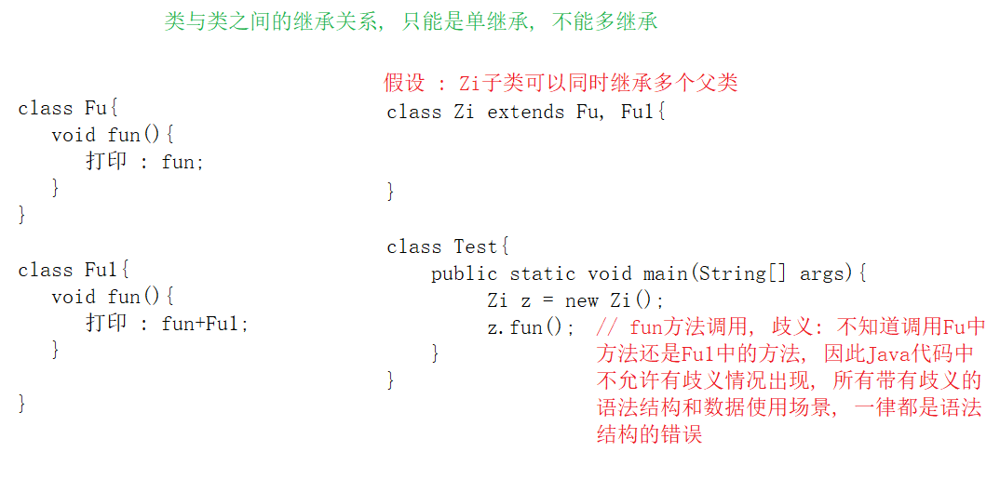 类与类之间的继承关系, 只能是单继承, 不能多继承
class Fu{
void fun(){
打印 : fun;
}
}
class Fu1{
void fun(){
打印 : fun+Fu1;
}
}
假设 : Zi子类可以同时继承多个父类
class Zi extends Fu, Fu1{
}
class Test{
public static void main(String[] args){
Zi z = new Zi();
z.fun(); // fun方法调用, 歧义: 不知道调用Fu中
方法还是Fu1中的方法, 因此Java代码中
不允许有歧义情况出现, 所有带有歧义的
语法结构和数据使用场景, 一律都是语法
结构的错误
}
}